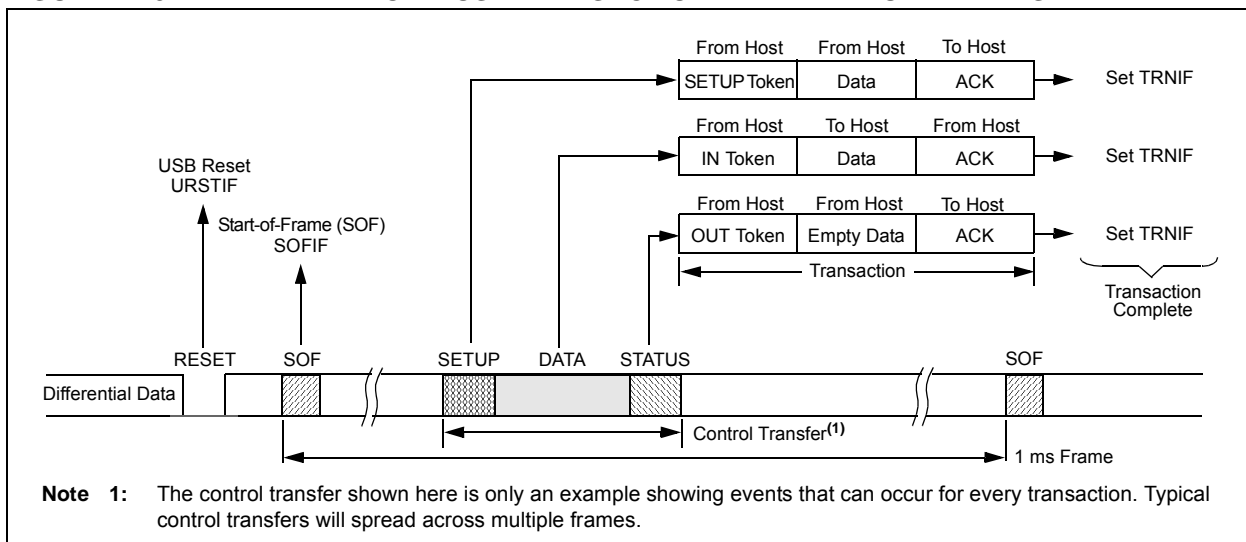 From Host From Host To Host
SETUP Token Data ACK Set TRNIF
From Host To Host From Host
IN Token Data ACK Set TRNIF
USB Reset
URSTIF
From Host From Host To Host
Start-of-Frame (SOF)
SOFIF
OUT Token Empty Data ACK Set TRNIF
Transaction
Transaction
Complete
RESET SOF SETUP DATA STATUS SOF
Differential Data
Control Transfer(1)
1 ms Frame
Note 1: The control transfer shown here is only an example showing events that can occur for every transaction. Typical
control transfers will spread across multiple frames.